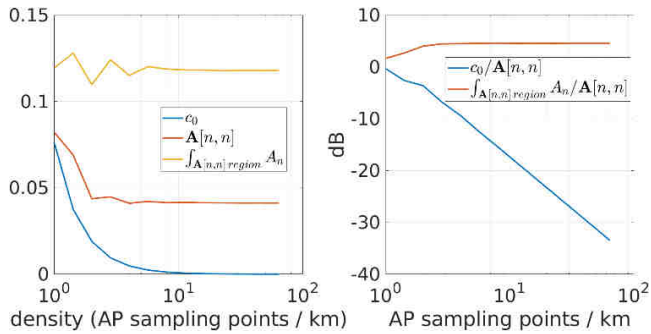 0.15
0.1
0.05
0
10^0
10^1
10^2
density (AP sampling points / km)
c_0
A[n, n]
∫_{A[n,n] region} A_n
10
0
-10
-20
-30
-40
dB
10^0
10^1
10^2
AP sampling points / km
c_0/A[n, n]
∫_{A[n,n] region} A_n/A[n, n]